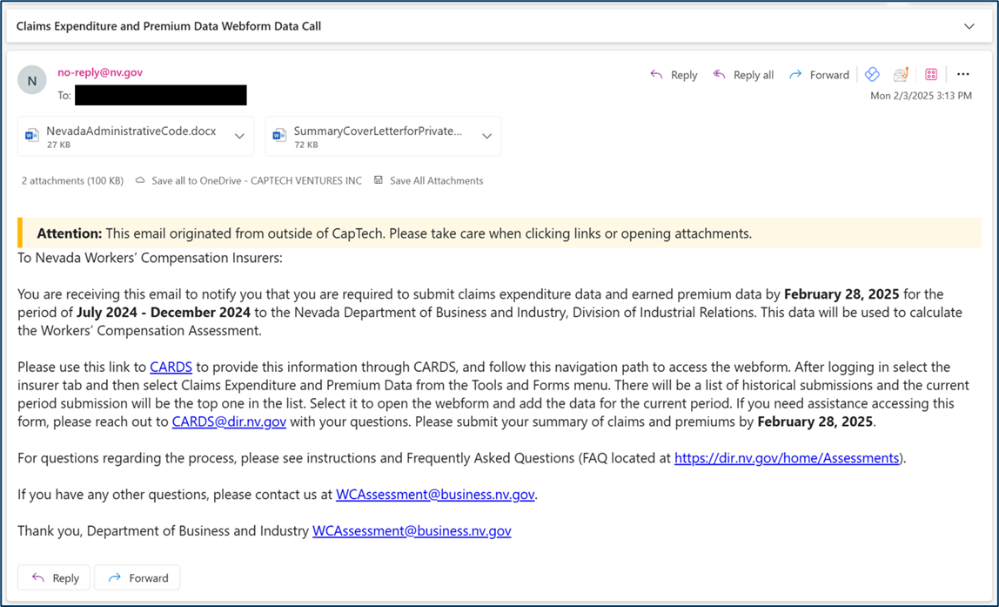 Claims Expenditure and Premium Data Webform Data Call
N
no-reply@nv.gov
Reply
Reply all
Forward
To:
Mon 2/3/2025 3:13 PM
NevadaAdministrativeCode.docx
27 KB
SummaryCoverLetterforPrivate...
72 KB
2 attachments (100 KB)
Save all to OneDrive - CAPTECH VENTURES INC
Save All Attachments
Attention: This email originated from outside of CapTech. Please take care when clicking links or opening attachments.
To Nevada Workers’ Compensation Insurers:
You are receiving this email to notify you that you are required to submit claims expenditure data and earned premium data by February 28, 2025 for the
period of July 2024 - December 2024 to the Nevada Department of Business and Industry, Division of Industrial Relations. This data will be used to calculate
the Workers’ Compensation Assessment.
Please use this link to CARDS to provide this information through CARDS, and follow this navigation path to access the webform. After logging in select the
insurer tab and then select Claims Expenditure and Premium Data from the Tools and Forms menu. There will be a list of historical submissions and the current
period submission will be the top one in the list. Select it to open the webform and add the data for the current period. If you need assistance accessing this
form, please reach out to CARDS@dir.nv.gov with your questions. Please submit your summary of claims and premiums by February 28, 2025.
For questions regarding the process, please see instructions and Frequently Asked Questions (FAQ located at https://dir.nv.gov/home/Assessments).
If you have any other questions, please contact us at WCAssessment@business.nv.gov.
Thank you, Department of Business and Industry WCAssessment@business.nv.gov
Reply
Forward